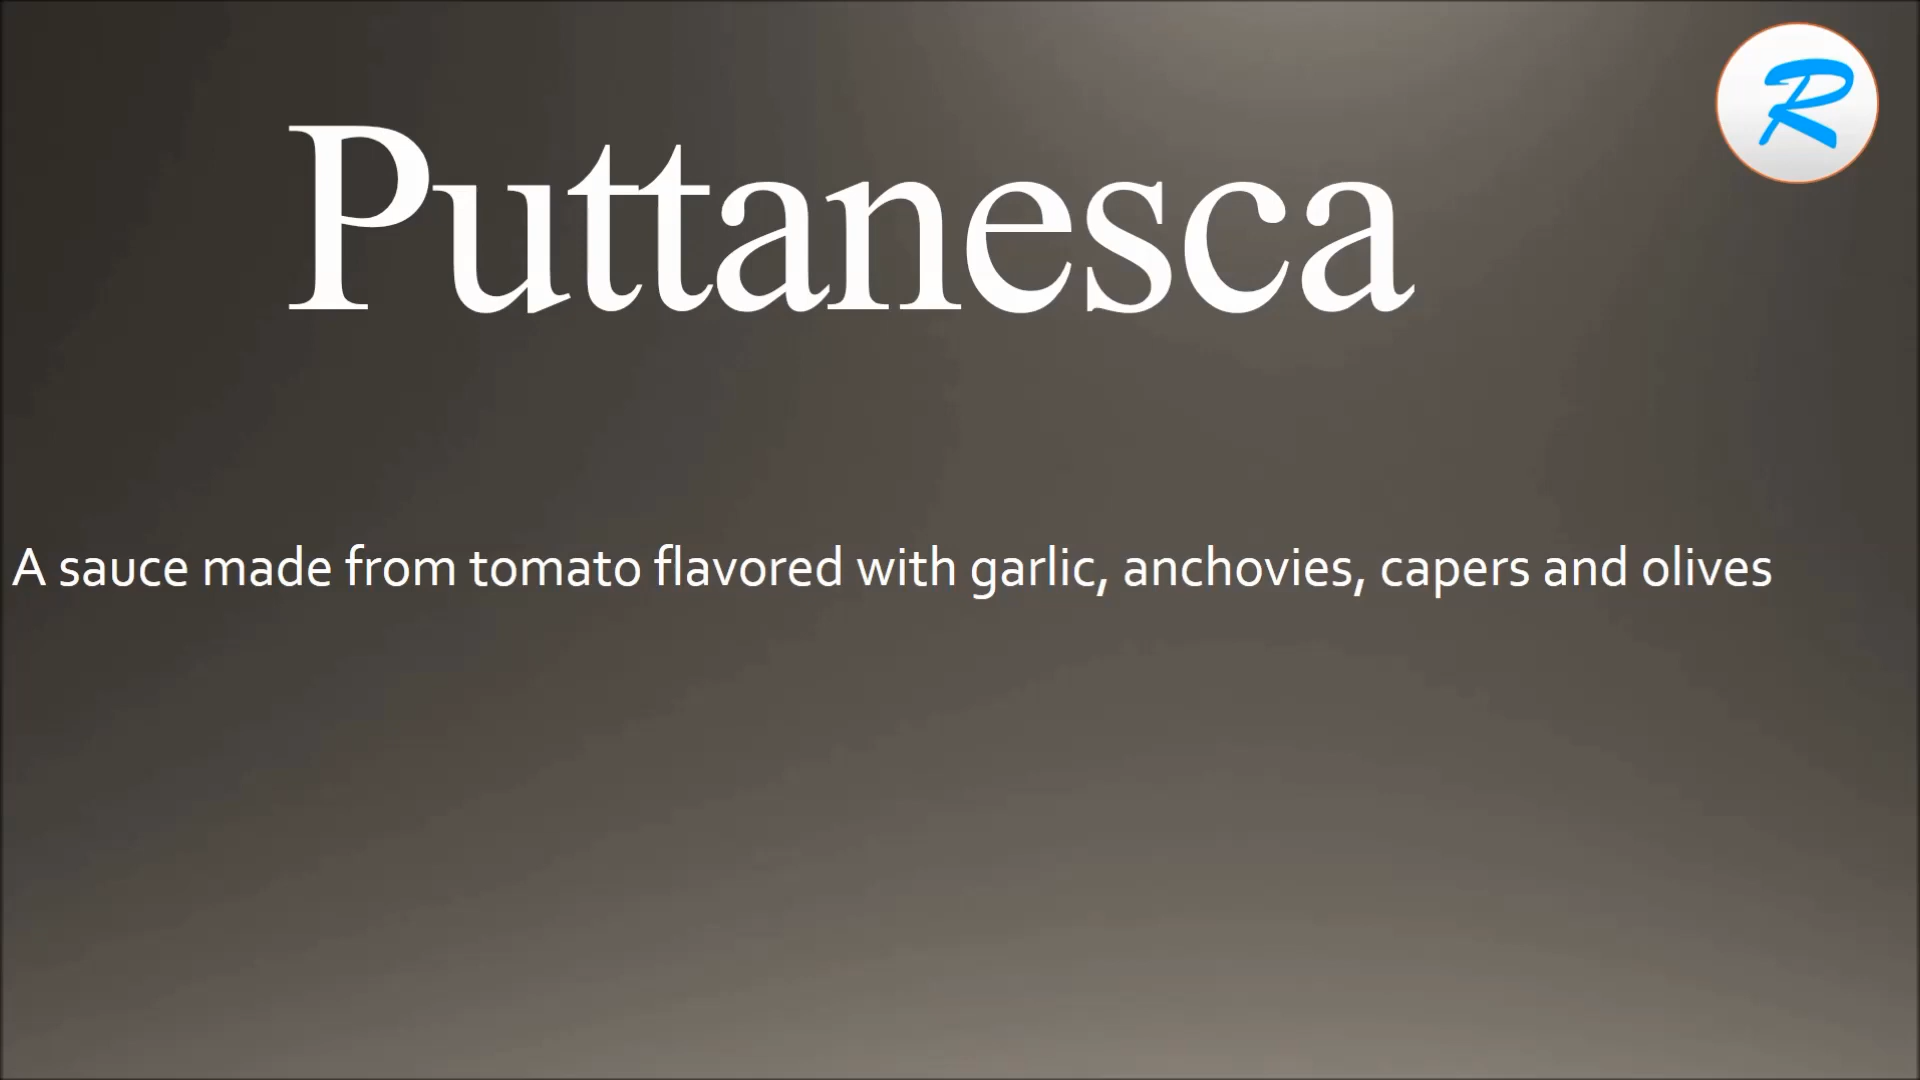 R
Puttanesca
A sauce made from tomato flavored with garlic, anchovies, capers and olives